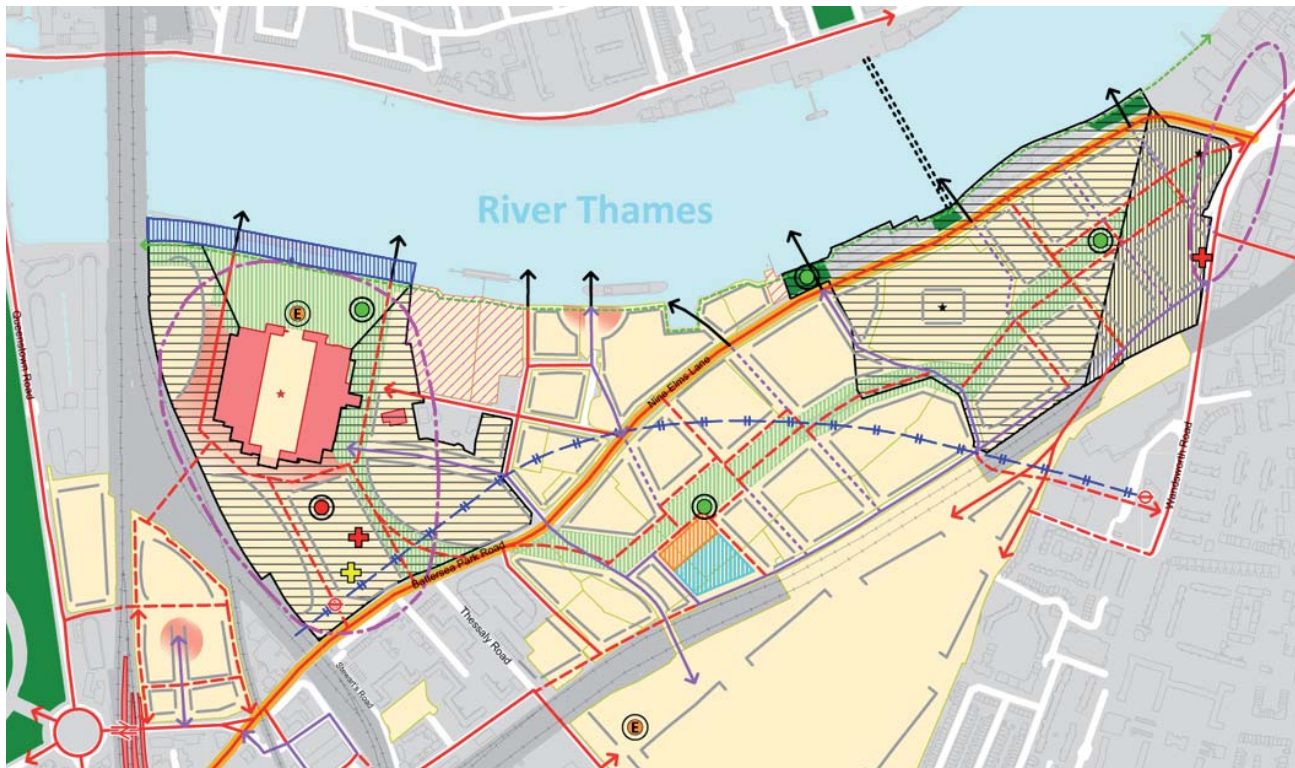 River Thames
E
Queenstown Road
Nine Elms Lane
Wandsworth Road
Battersea Park Road
Thessaly Road
Stewart's Road
E